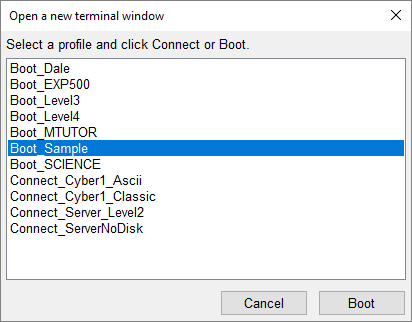 Open a new terminal window
Select a profile and click Connect or Boot.
Boot_Dale
Boot_EXP500
Boot_Level3
Boot_Level4
Boot_MTUTOR
Boot_Sample
Boot_SCIENCE
Connect_Cyber1_Ascii
Connect_Cyber1_Classic
Connect_Server_Level2
Connect_ServerNoDisk
Cancel Boot